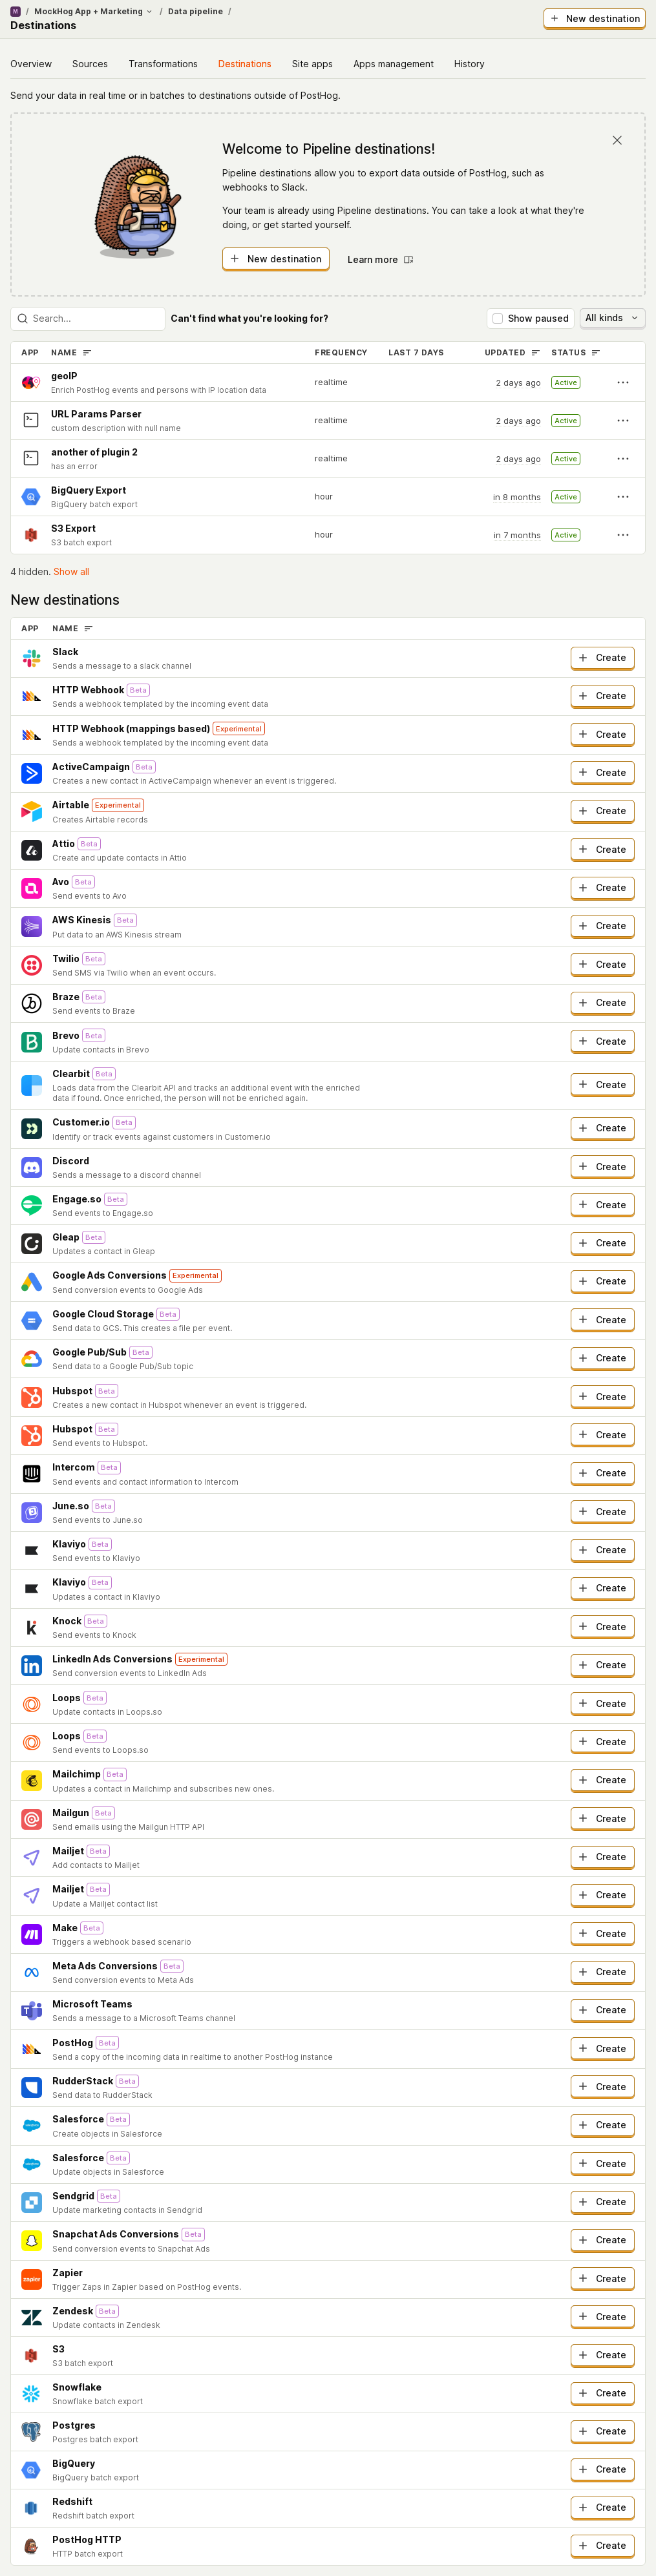 M / MockHog App + Marketing / Data pipeline /
Destinations
New destination
Overview Sources Transformations Destinations Site apps Apps management History
Send your data in real time or in batches to destinations outside of PostHog.
Welcome to Pipeline destinations!
Pipeline destinations allow you to export data outside of PostHog, such as
webhooks to Slack.
Your team is already using Pipeline destinations. You can take a look at what they're
doing, or get started yourself.
New destination Learn more
Search... Can't find what you're looking for? Show paused All kinds
APP NAME FREQUENCY LAST 7 DAYS UPDATED STATUS
geoIP
Enrich PostHog events and persons with IP location data
realtime 2 days ago Active
URL Params Parser
custom description with null name
realtime 2 days ago Active
another of plugin 2
has an error
realtime 2 days ago Active
BigQuery Export
BigQuery batch export
hour in 8 months Active
S3 Export
S3 batch export
hour in 7 months Active
4 hidden. Show all
New destinations
APP NAME
Slack
Sends a message to a slack channel
Create
HTTP Webhook Beta
Sends a webhook templated by the incoming event data
Create
HTTP Webhook (mappings based) Experimental
Sends a webhook templated by the incoming event data
Create
ActiveCampaign Beta
Creates a new contact in ActiveCampaign whenever an event is triggered.
Create
Airtable Experimental
Creates Airtable records
Create
Attio Beta
Create and update contacts in Attio
Create
Avo Beta
Send events to Avo
Create
AWS Kinesis Beta
Put data to an AWS Kinesis stream
Create
Twilio Beta
Send SMS via Twilio when an event occurs.
Create
Braze Beta
Send events to Braze
Create
Brevo Beta
Update contacts in Brevo
Create
Clearbit Beta
Loads data from the Clearbit API and tracks an additional event with the enriched
data if found. Once enriched, the person will not be enriched again.
Create
Customer.io Beta
Identify or track events against customers in Customer.io
Create
Discord
Sends a message to a discord channel
Create
Engage.so Beta
Send events to Engage.so
Create
Gleap Beta
Updates a contact in Gleap
Create
Google Ads Conversions Experimental
Send conversion events to Google Ads
Create
Google Cloud Storage Beta
Send data to GCS. This creates a file per event.
Create
Google Pub/Sub Beta
Send data to a Google Pub/Sub topic
Create
Hubspot Beta
Creates a new contact in Hubspot whenever an event is triggered.
Create
Hubspot Beta
Send events to Hubspot.
Create
Intercom Beta
Send events and contact information to Intercom
Create
June.so Beta
Send events to June.so
Create
Klaviyo Beta
Send events to Klaviyo
Create
Klaviyo Beta
Updates a contact in Klaviyo
Create
Knock Beta
Send events to Knock
Create
LinkedIn Ads Conversions Experimental
Send conversion events to LinkedIn Ads
Create
Loops Beta
Update contacts in Loops.so
Create
Loops Beta
Send events to Loops.so
Create
Mailchimp Beta
Updates a contact in Mailchimp and subscribes new ones.
Create
Mailgun Beta
Send emails using the Mailgun HTTP API
Create
Mailjet Beta
Add contacts to Mailjet
Create
Mailjet Beta
Update a Mailjet contact list
Create
Make Beta
Triggers a webhook based scenario
Create
Meta Ads Conversions Beta
Send conversion events to Meta Ads
Create
Microsoft Teams
Sends a message to a Microsoft Teams channel
Create
PostHog Beta
Send a copy of the incoming data in realtime to another PostHog instance
Create
RudderStack Beta
Send data to RudderStack
Create
Salesforce Beta
Create objects in Salesforce
Create
Salesforce Beta
Update objects in Salesforce
Create
Sendgrid Beta
Update marketing contacts in Sendgrid
Create
Snapchat Ads Conversions Beta
Send conversion events to Snapchat Ads
Create
Zapier
Trigger Zaps in Zapier based on PostHog events.
Create
Zendesk Beta
Update contacts in Zendesk
Create
S3
S3 batch export
Create
Snowflake
Snowflake batch export
Create
Postgres
Postgres batch export
Create
BigQuery
BigQuery batch export
Create
Redshift
Redshift batch export
Create
PostHog HTTP
HTTP batch export
Create